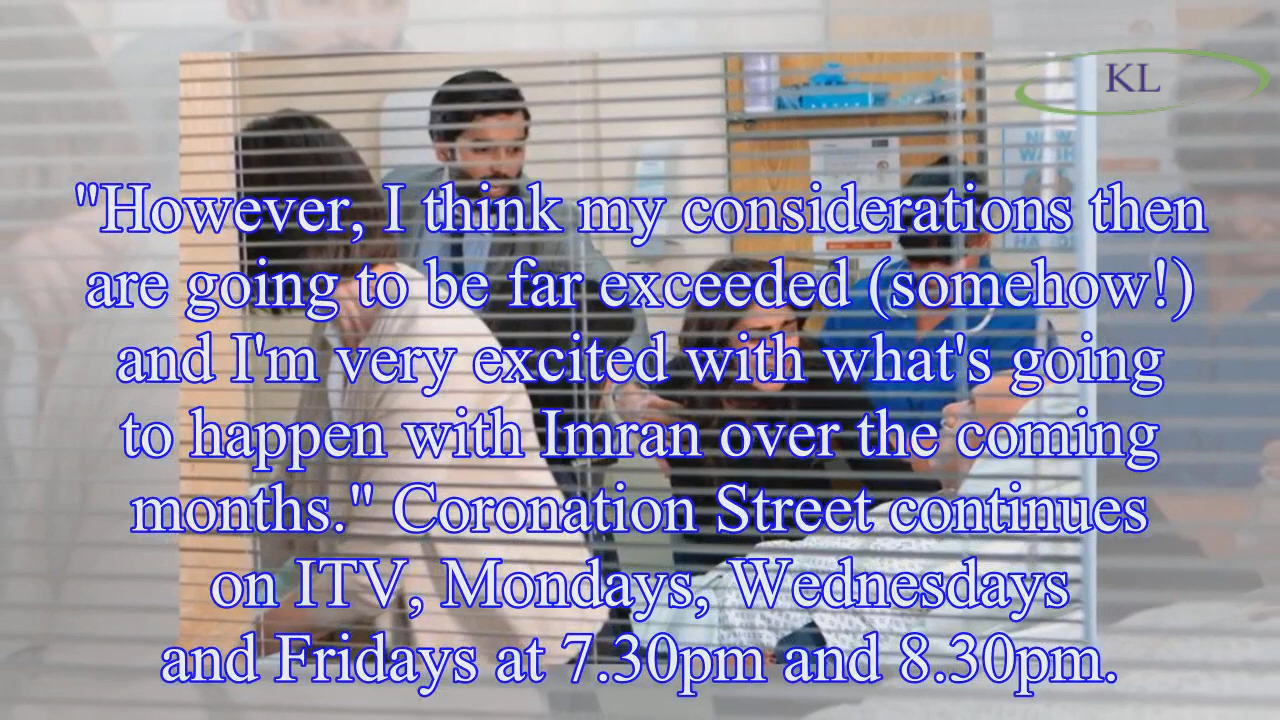 KL
"However, I think my considerations then
are going to be far exceeded (somehow!)
and I'm very excited with what's going
to happen with Imran over the coming
months." Coronation Street continues
on ITV, Mondays, Wednesdays
and Fridays at 7.30pm and 8.30pm.
NOW
WASH